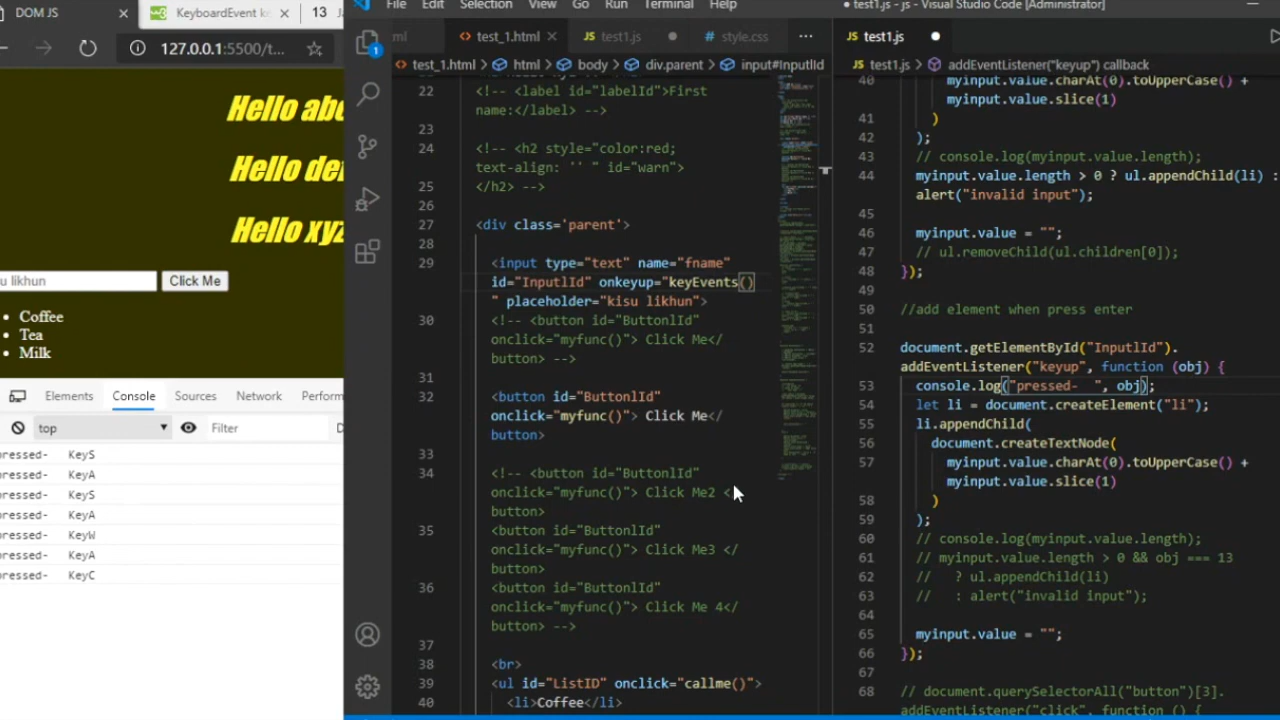 DOM JS
KeyboardEvent k
13
127.0.0.1:5500/t...
Hello
Hello
Hello
u likhun
Click Me
Coffee
Tea
Milk
Elements Console Sources Network Perform
top
Filter
ressed- KeyS
ressed- KeyA
ressed- KeyS
ressed- KeyA
ressed- KeyW
ressed- KeyA
ressed- KeyC
File Edit Selection View Go Run Terminal Help
● test1.js - js - Visual Studio Code [Administrator]
ml
test_1.html
test1.js
style.css
...
test_1.html > html > body > div.parent > input#InputlId
1
22 <!-- <label id="labelId">First
name:</label> -->
23
24 <!-- <h2 style="color:red;
text-align: '' " id="warn">
25 </h2> -->
26
27 <div class='parent'>
28
29 <input type="text" name="fname"
id="InputlId" onkeyup="keyEvents()
" placeholder="kisu likhun">
30 <!-- <button id="ButtonlId"
onclick="myfunc()"> Click Me</
button> -->
31
32 <button id="ButtonlId"
onclick="myfunc()"> Click Me</
button>
33
34 <!-- <button id="ButtonlId"
onclick="myfunc()"> Click Me2 </
button>
35 <button id="ButtonlId"
onclick="myfunc()"> Click Me3 </
button>
36 <button id="ButtonlId"
onclick="myfunc()"> Click Me 4</
button> -->
37
38 <br>
39 <ul id="ListID" onclick="callme()">
40 <li>Coffee</li>
test1.js
test1.js > addEventListener("keyup") callback
40 myinput.value.charAt(0).toUpperCase() +
myinput.value.slice(1)
41 )
42 );
43 // console.log(myinput.value.length);
44 myinput.value.length > 0 ? ul.appendChild(li) :
alert("invalid input");
45
46 myinput.value = "";
47 // ul.removeChild(ul.children[0]);
48 });
49
50 //add element when press enter
51
52 document.getElementById("InputlId").
addEventListener("keyup", function (obj) {
53 console.log("pressed-  ", obj);
54 let li = document.createElement("li");
55 li.appendChild(
56 document.createTextNode(
57 myinput.value.charAt(0).toUpperCase() +
myinput.value.slice(1)
58 )
59 );
60 // console.log(myinput.value.length);
61 // myinput.value.length > 0 && obj === 13
62 //   ? ul.appendChild(li)
63 //   : alert("invalid input");
64
65 myinput.value = "";
66 });
67
68 // document.querySelectorAll("button")[3].
addEventListener("click", function () {